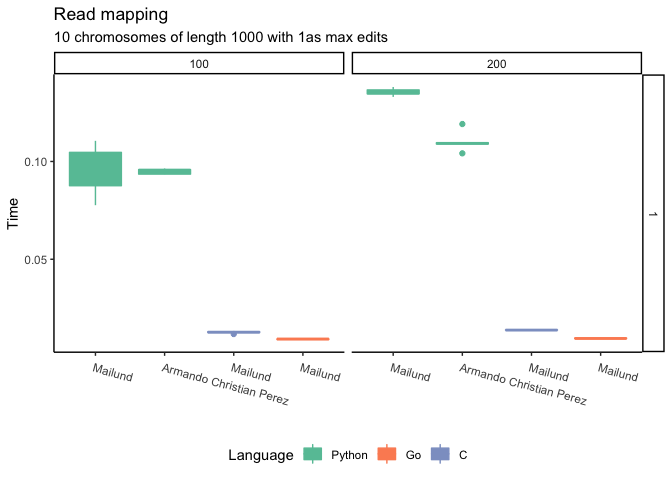 Read mapping
10 chromosomes of length 1000 with 1as max edits
100
200
0.10
0.05
Time
1
Mailund
Armando Christian Perez
Mailund
Mailund
Mailund
Armando Christian Perez
Mailund
Mailund
Language Python Go C